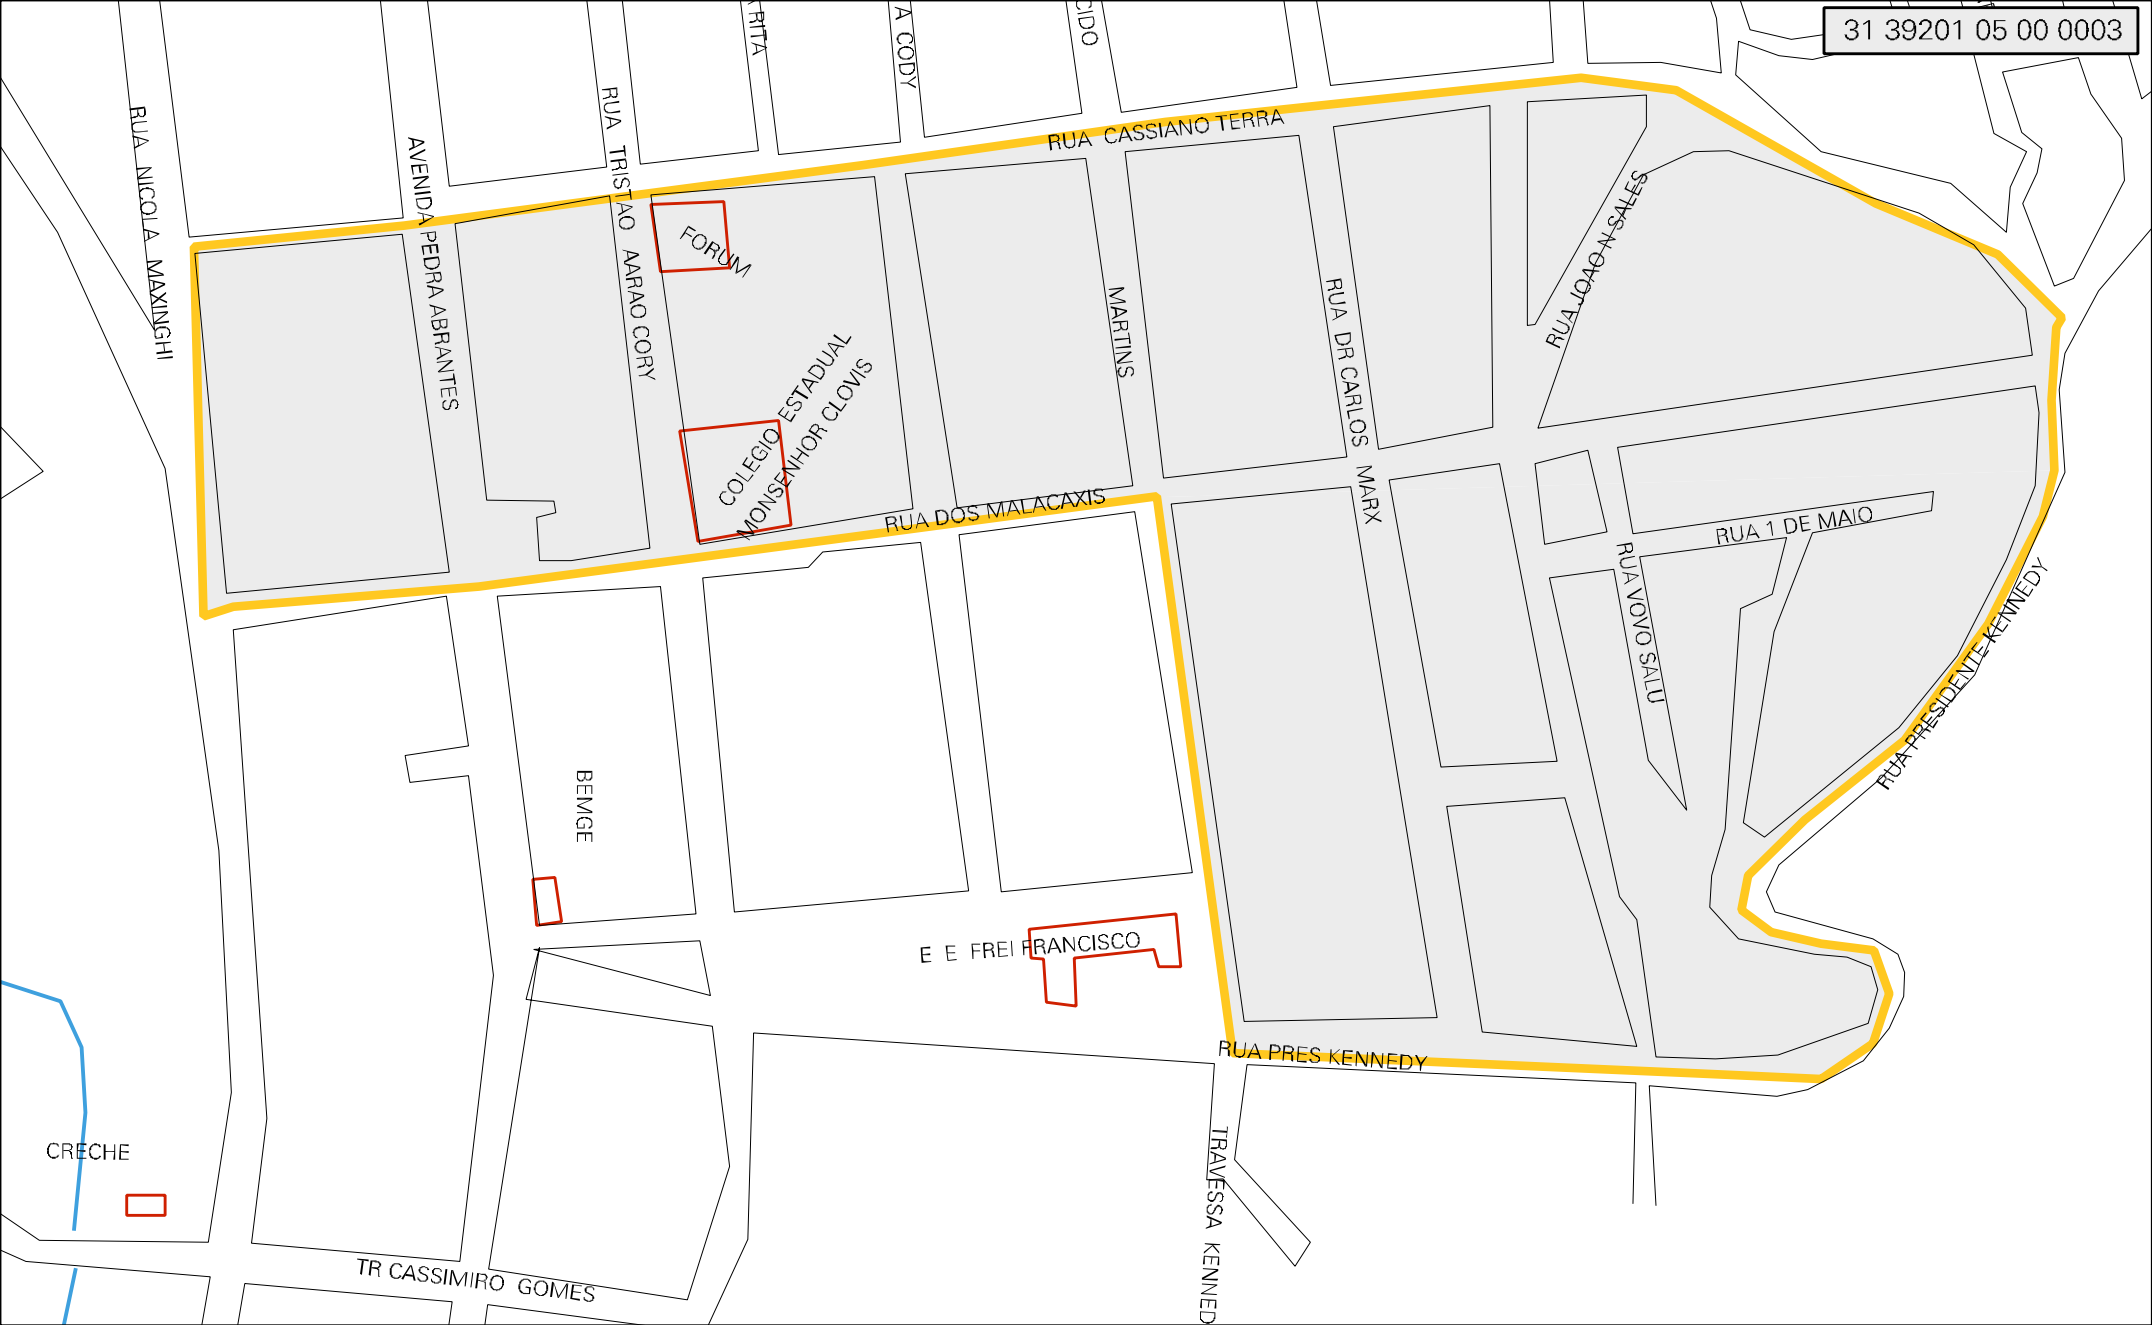 31 39201 05 00 0003
RITA
A CODY
CIDO
RUA NICOLA MAXINGHI
AVENIDA PEDRA ABRANTES
RUA TRISTAO AARAO CORY
RUA CASSIANO TERRA
FORUM
RUA JOAO N SALES
MARTINS
RUA DR CARLOS MARX
COLEGIO ESTADUAL
MONSENHOR CLOVIS
RUA DOS MALACAXIS
RUA 1 DE MAIO
RUA VOVO SALU
RUA PRESIDENTE KENNEDY
BEMGE
E E FREI FRANCISCO
RUA PRES KENNEDY
CRECHE
TRAVESSA KENNED
TR CASSIMIRO GOMES